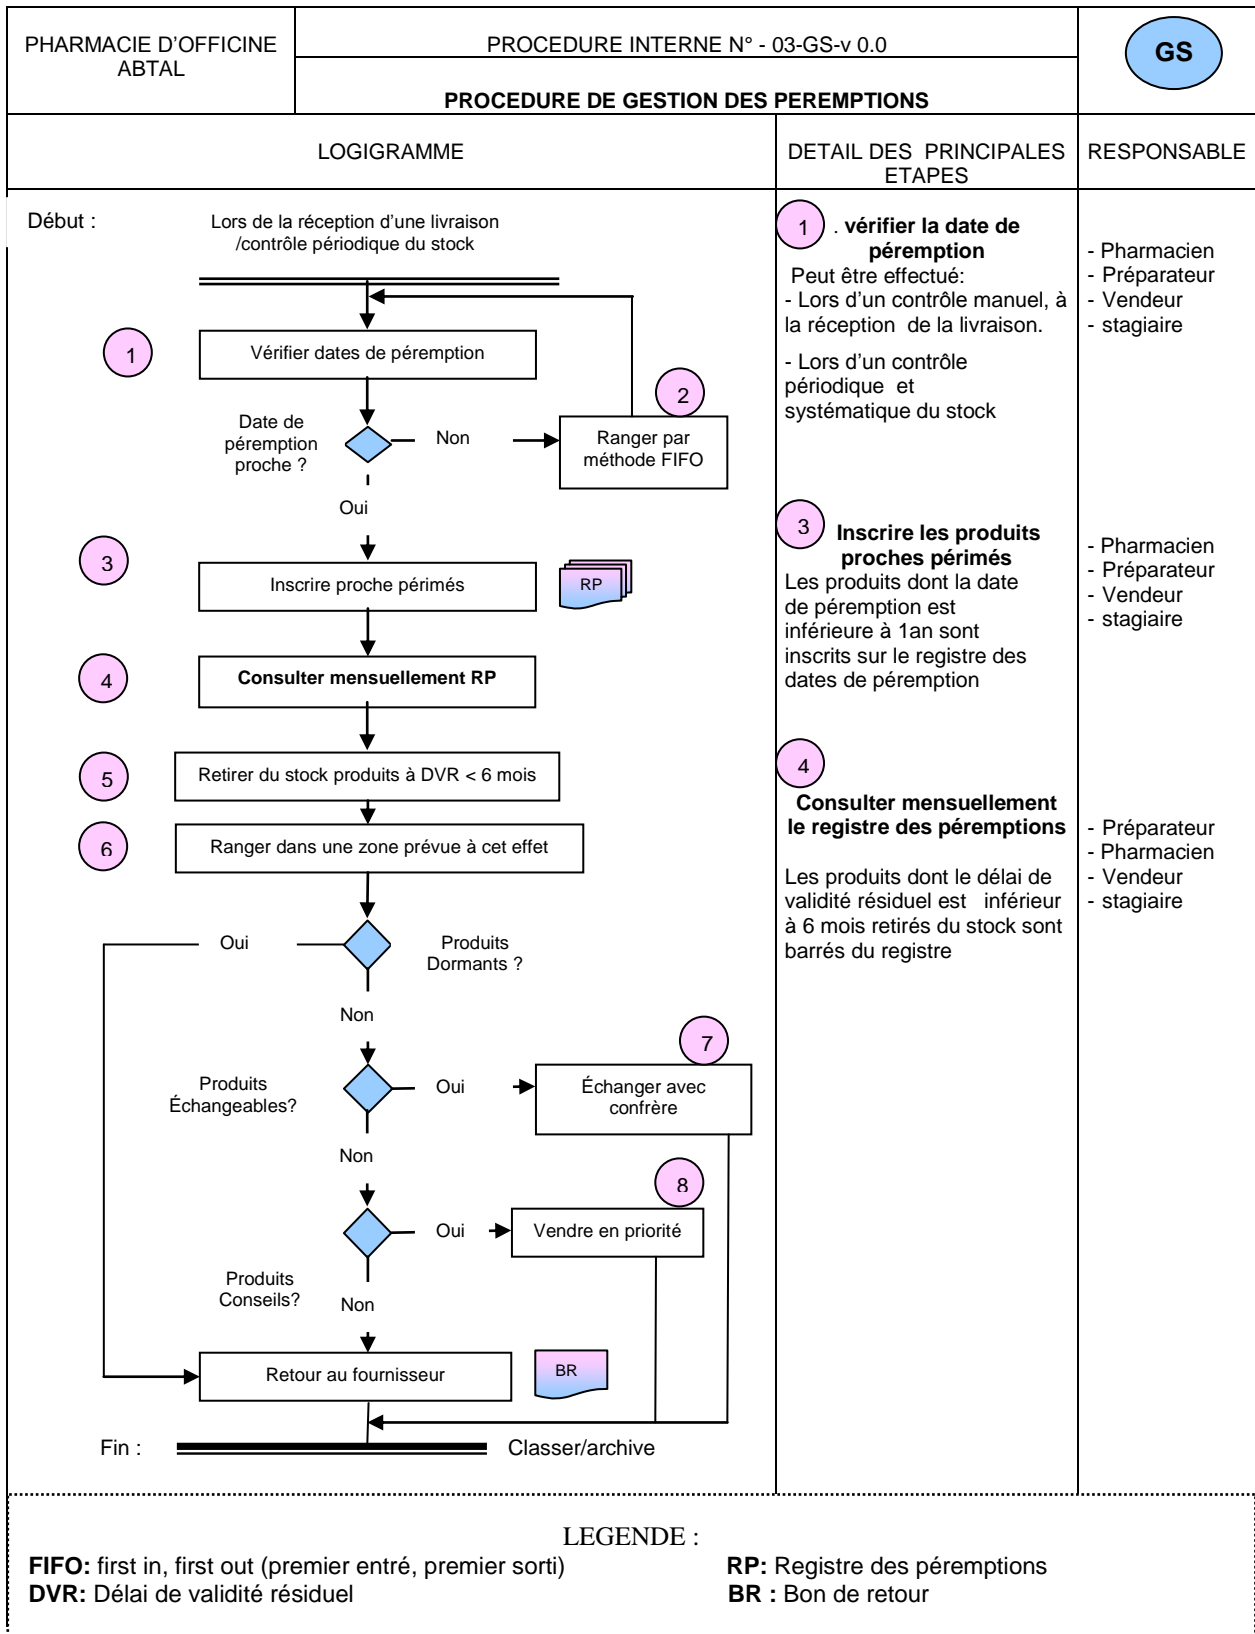 PHARMACIE D'OFFICINE
ABTAL
PROCEDURE INTERNE N° - 03-GS-v 0.0
PROCEDURE DE GESTION DES PEREMPTIONS
GS
LOGIGRAMME
DETAIL DES PRINCIPALES
ETAPES
RESPONSABLE
Début :
Lors de la réception d'une livraison
/contrôle périodique du stock
1
Vérifier dates de péremption
Date de
péremption
proche ?
Non
2
Ranger par
méthode FIFO
Oui
3
Inscrire proche périmés
RP
4
Consulter mensuellement RP
5
Retirer du stock produits à DVR < 6 mois
6
Ranger dans une zone prévue à cet effet
Oui
Produits
Dormants ?
Non
7
Produits
Échangeables?
Oui
Échanger avec
confrère
Non
8
Oui
Vendre en priorité
Produits
Conseils?
Non
Retour au fournisseur
BR
Fin :
Classer/archive
1
. vérifier la date de
péremption
Peut être effectué:
- Lors d'un contrôle manuel, à
la réception de la livraison.
- Lors d'un contrôle
périodique et
systématique du stock
- Pharmacien
- Préparateur
- Vendeur
- stagiaire
3
Inscrire les produits
proches périmés
Les produits dont la date
de péremption est
inférieure à 1an sont
inscrits sur le registre des
dates de péremption
- Pharmacien
- Préparateur
- Vendeur
- stagiaire
4
Consulter mensuellement
le registre des péremptions
Les produits dont le délai de
validité résiduel est inférieur
à 6 mois retirés du stock sont
barrés du registre
- Préparateur
- Pharmacien
- Vendeur
- stagiaire
LEGENDE :
FIFO: first in, first out (premier entré, premier sorti)
RP: Registre des péremptions
DVR: Délai de validité résiduel
BR : Bon de retour